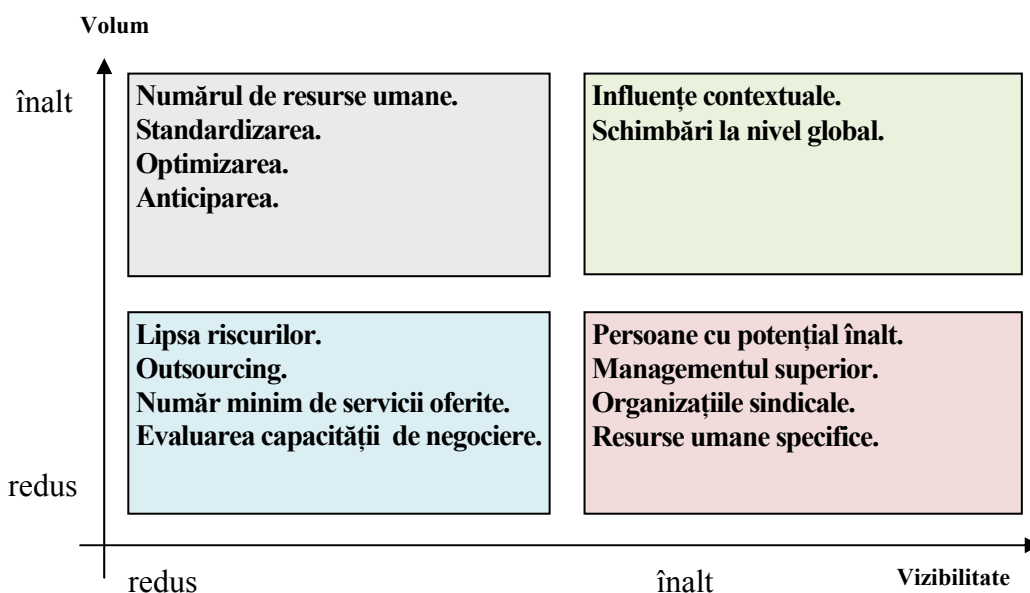 Volum
înalt
Numărul de resurse umane.
Standardizarea.
Optimizarea.
Anticiparea.
Influențe contextuale.
Schimbări la nivel global.
Lipsa riscurilor.
Outsourcing.
Număr minim de servicii oferite.
Evaluarea capacității de negociere.
Persoane cu potențial înalt.
Managementul superior.
Organizațiile sindicale.
Resurse umane specifice.
redus
redus
înalt
Vizibilitate